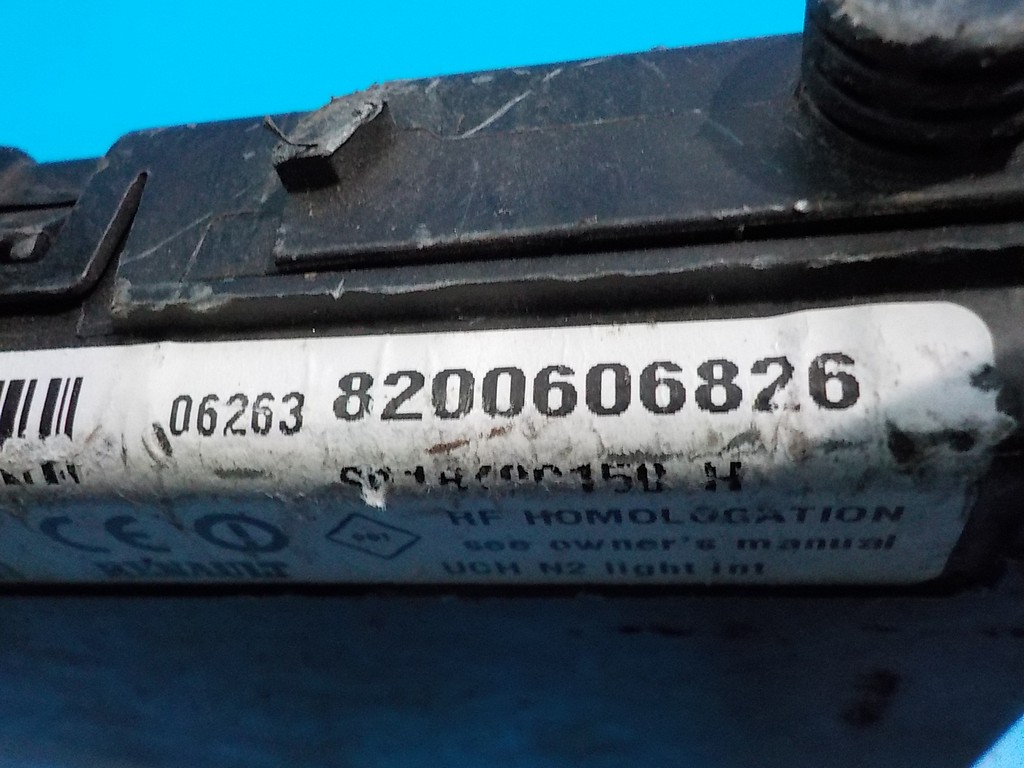 06263 8200606826
CE RF HOMOLOGATION
see owner's manual
RENAULT UCH N2 light int